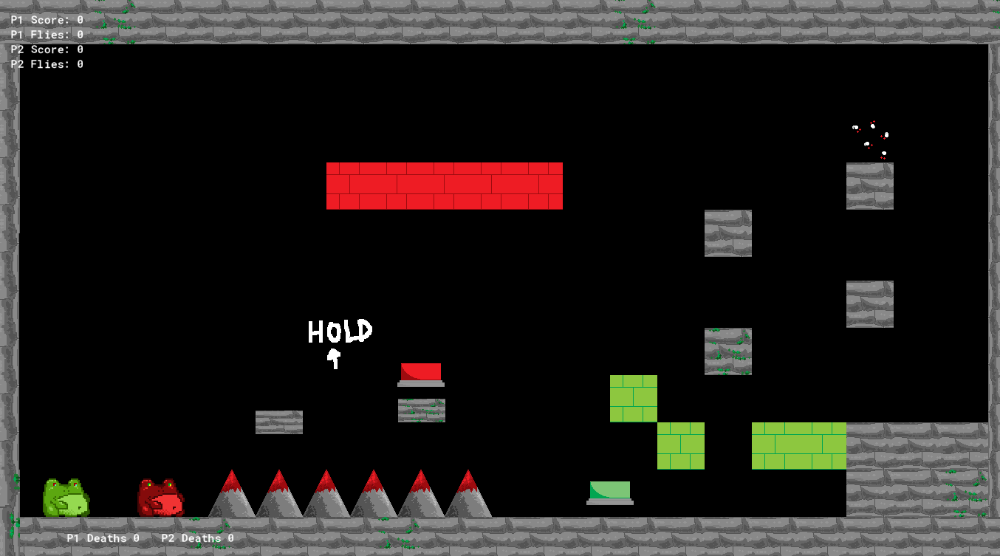 P1 Score: 0
P1 Flies: 0
P2 Score: 0
P2 Flies: 0
HOLD
P1 Deaths 0 P2 Deaths 0